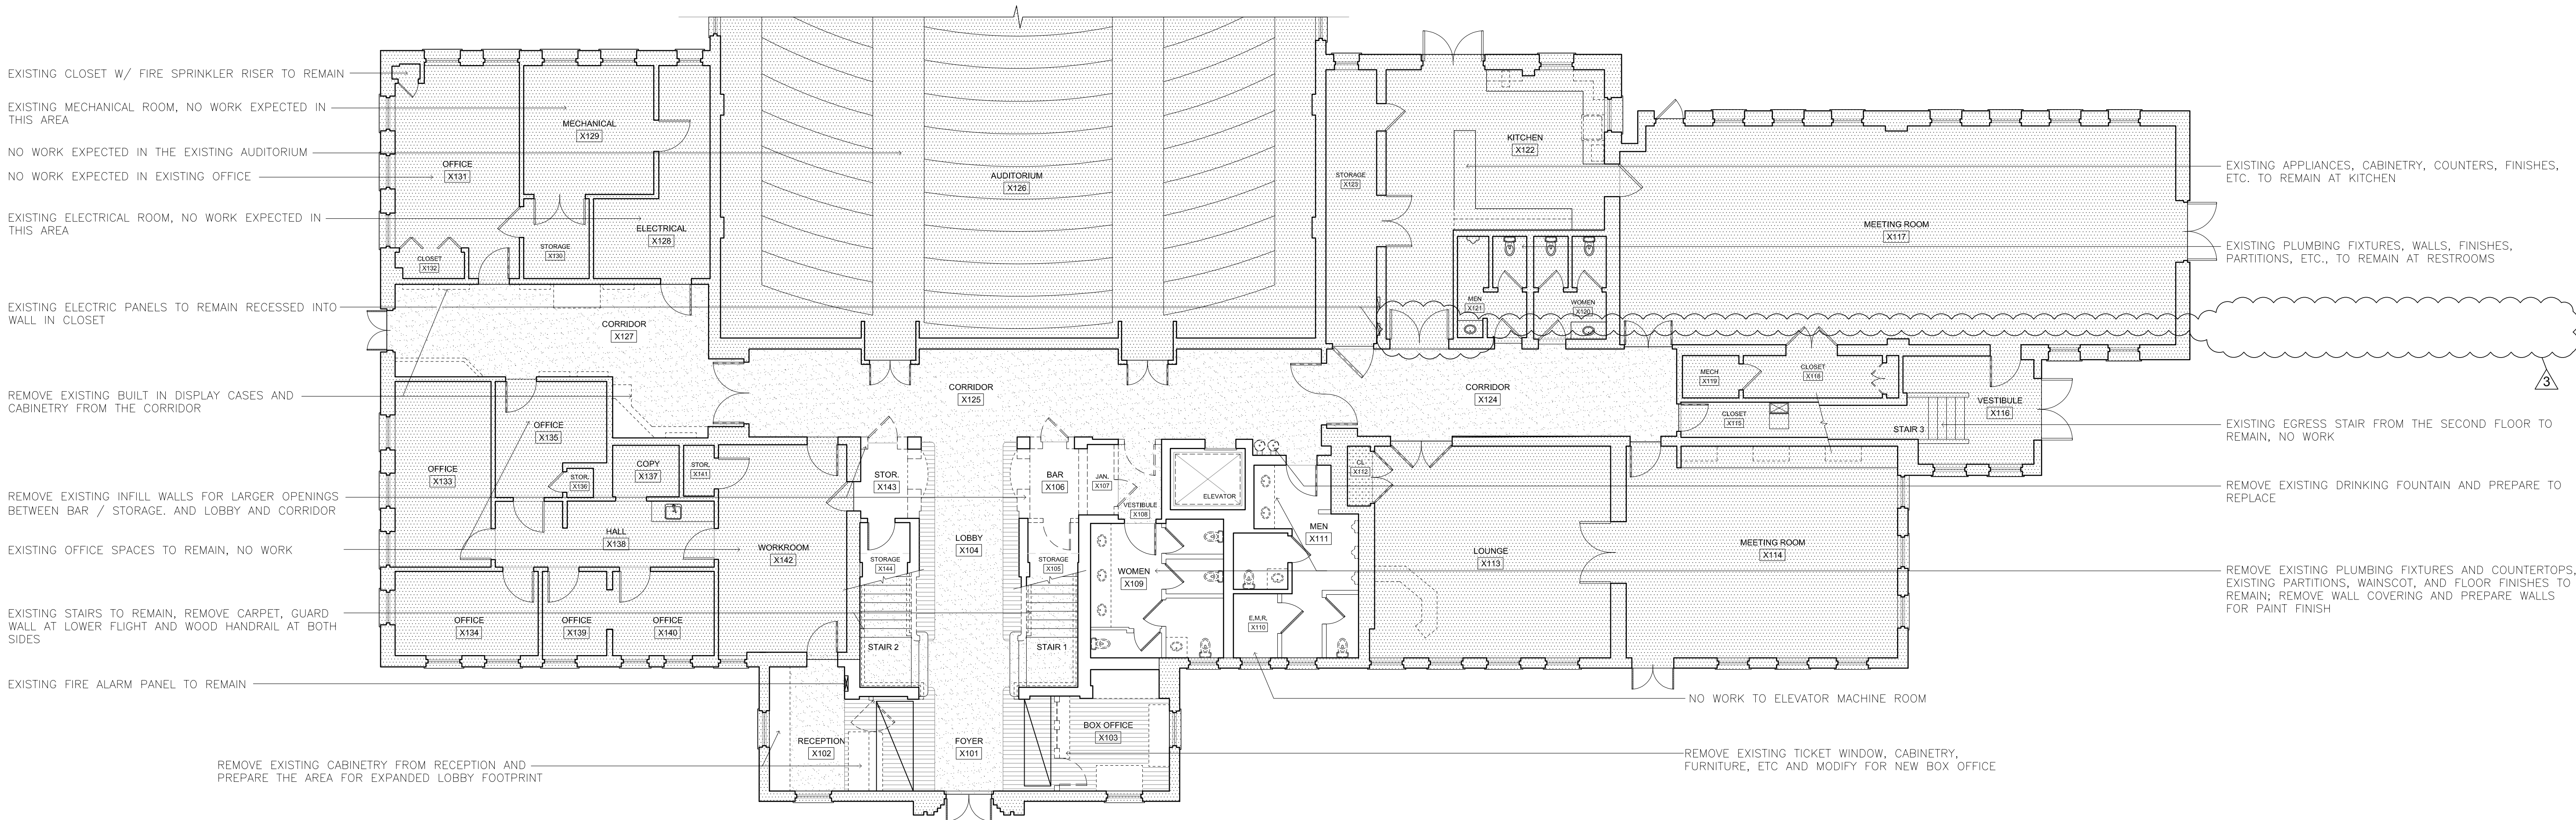 EXISTING CLOSET W/ FIRE SPRINKLER RISER TO REMAIN
EXISTING MECHANICAL ROOM, NO WORK EXPECTED IN
THIS AREA
NO WORK EXPECTED IN THE EXISTING AUDITORIUM
NO WORK EXPECTED IN EXISTING OFFICE
EXISTING ELECTRICAL ROOM, NO WORK EXPECTED IN
THIS AREA
EXISTING ELECTRIC PANELS TO REMAIN RECESSED INTO
WALL IN CLOSET
REMOVE EXISTING BUILT IN DISPLAY CASES AND
CABINETRY FROM THE CORRIDOR
REMOVE EXISTING INFILL WALLS FOR LARGER OPENINGS
BETWEEN BAR / STORAGE. AND LOBBY AND CORRIDOR
EXISTING OFFICE SPACES TO REMAIN, NO WORK
EXISTING STAIRS TO REMAIN, REMOVE CARPET, GUARD
WALL AT LOWER FLIGHT AND WOOD HANDRAIL AT BOTH
SIDES
EXISTING FIRE ALARM PANEL TO REMAIN
REMOVE EXISTING CABINETRY FROM RECEPTION AND
PREPARE THE AREA FOR EXPANDED LOBBY FOOTPRINT
OFFICE
X131
MECHANICAL
X129
ELECTRICAL
X128
STORAGE
X130
CLOSET
X132
CORRIDOR
X127
AUDITORIUM
X126
STORAGE
X123
KITCHEN
X122
MEN
X121
WOMEN
X120
MEETING ROOM
X117
MECH
X119
CLOSET
X118
CLOSET
X115
STAIR 3
VESTIBULE
X116
CORRIDOR
X125
CORRIDOR
X124
OFFICE
X133
OFFICE
X135
STOR.
X136
COPY
X137
STOR.
X141
HALL
X138
WORKROOM
X142
OFFICE
X134
OFFICE
X139
OFFICE
X140
STOR.
X143
STORAGE
X144
STAIR 2
LOBBY
X104
BAR
X106
STORAGE
X105
STAIR 1
JAN.
X107
VESTIBULE
X108
WOMEN
X109
ELEVATOR
MEN
X111
E.M.R.
X110
CL
X112
LOUNGE
X113
MEETING ROOM
X114
RECEPTION
X102
FOYER
X101
BOX OFFICE
X103
EXISTING APPLIANCES, CABINETRY, COUNTERS, FINISHES,
ETC. TO REMAIN AT KITCHEN
EXISTING PLUMBING FIXTURES, WALLS, FINISHES,
PARTITIONS, ETC., TO REMAIN AT RESTROOMS
3
EXISTING EGRESS STAIR FROM THE SECOND FLOOR TO
REMAIN, NO WORK
REMOVE EXISTING DRINKING FOUNTAIN AND PREPARE TO
REPLACE
REMOVE EXISTING PLUMBING FIXTURES AND COUNTERTOPS,
EXISTING PARTITIONS, WAINSCOT, AND FLOOR FINISHES TO
REMAIN; REMOVE WALL COVERING AND PREPARE WALLS
FOR PAINT FINISH
NO WORK TO ELEVATOR MACHINE ROOM
REMOVE EXISTING TICKET WINDOW, CABINETRY,
FURNITURE, ETC AND MODIFY FOR NEW BOX OFFICE